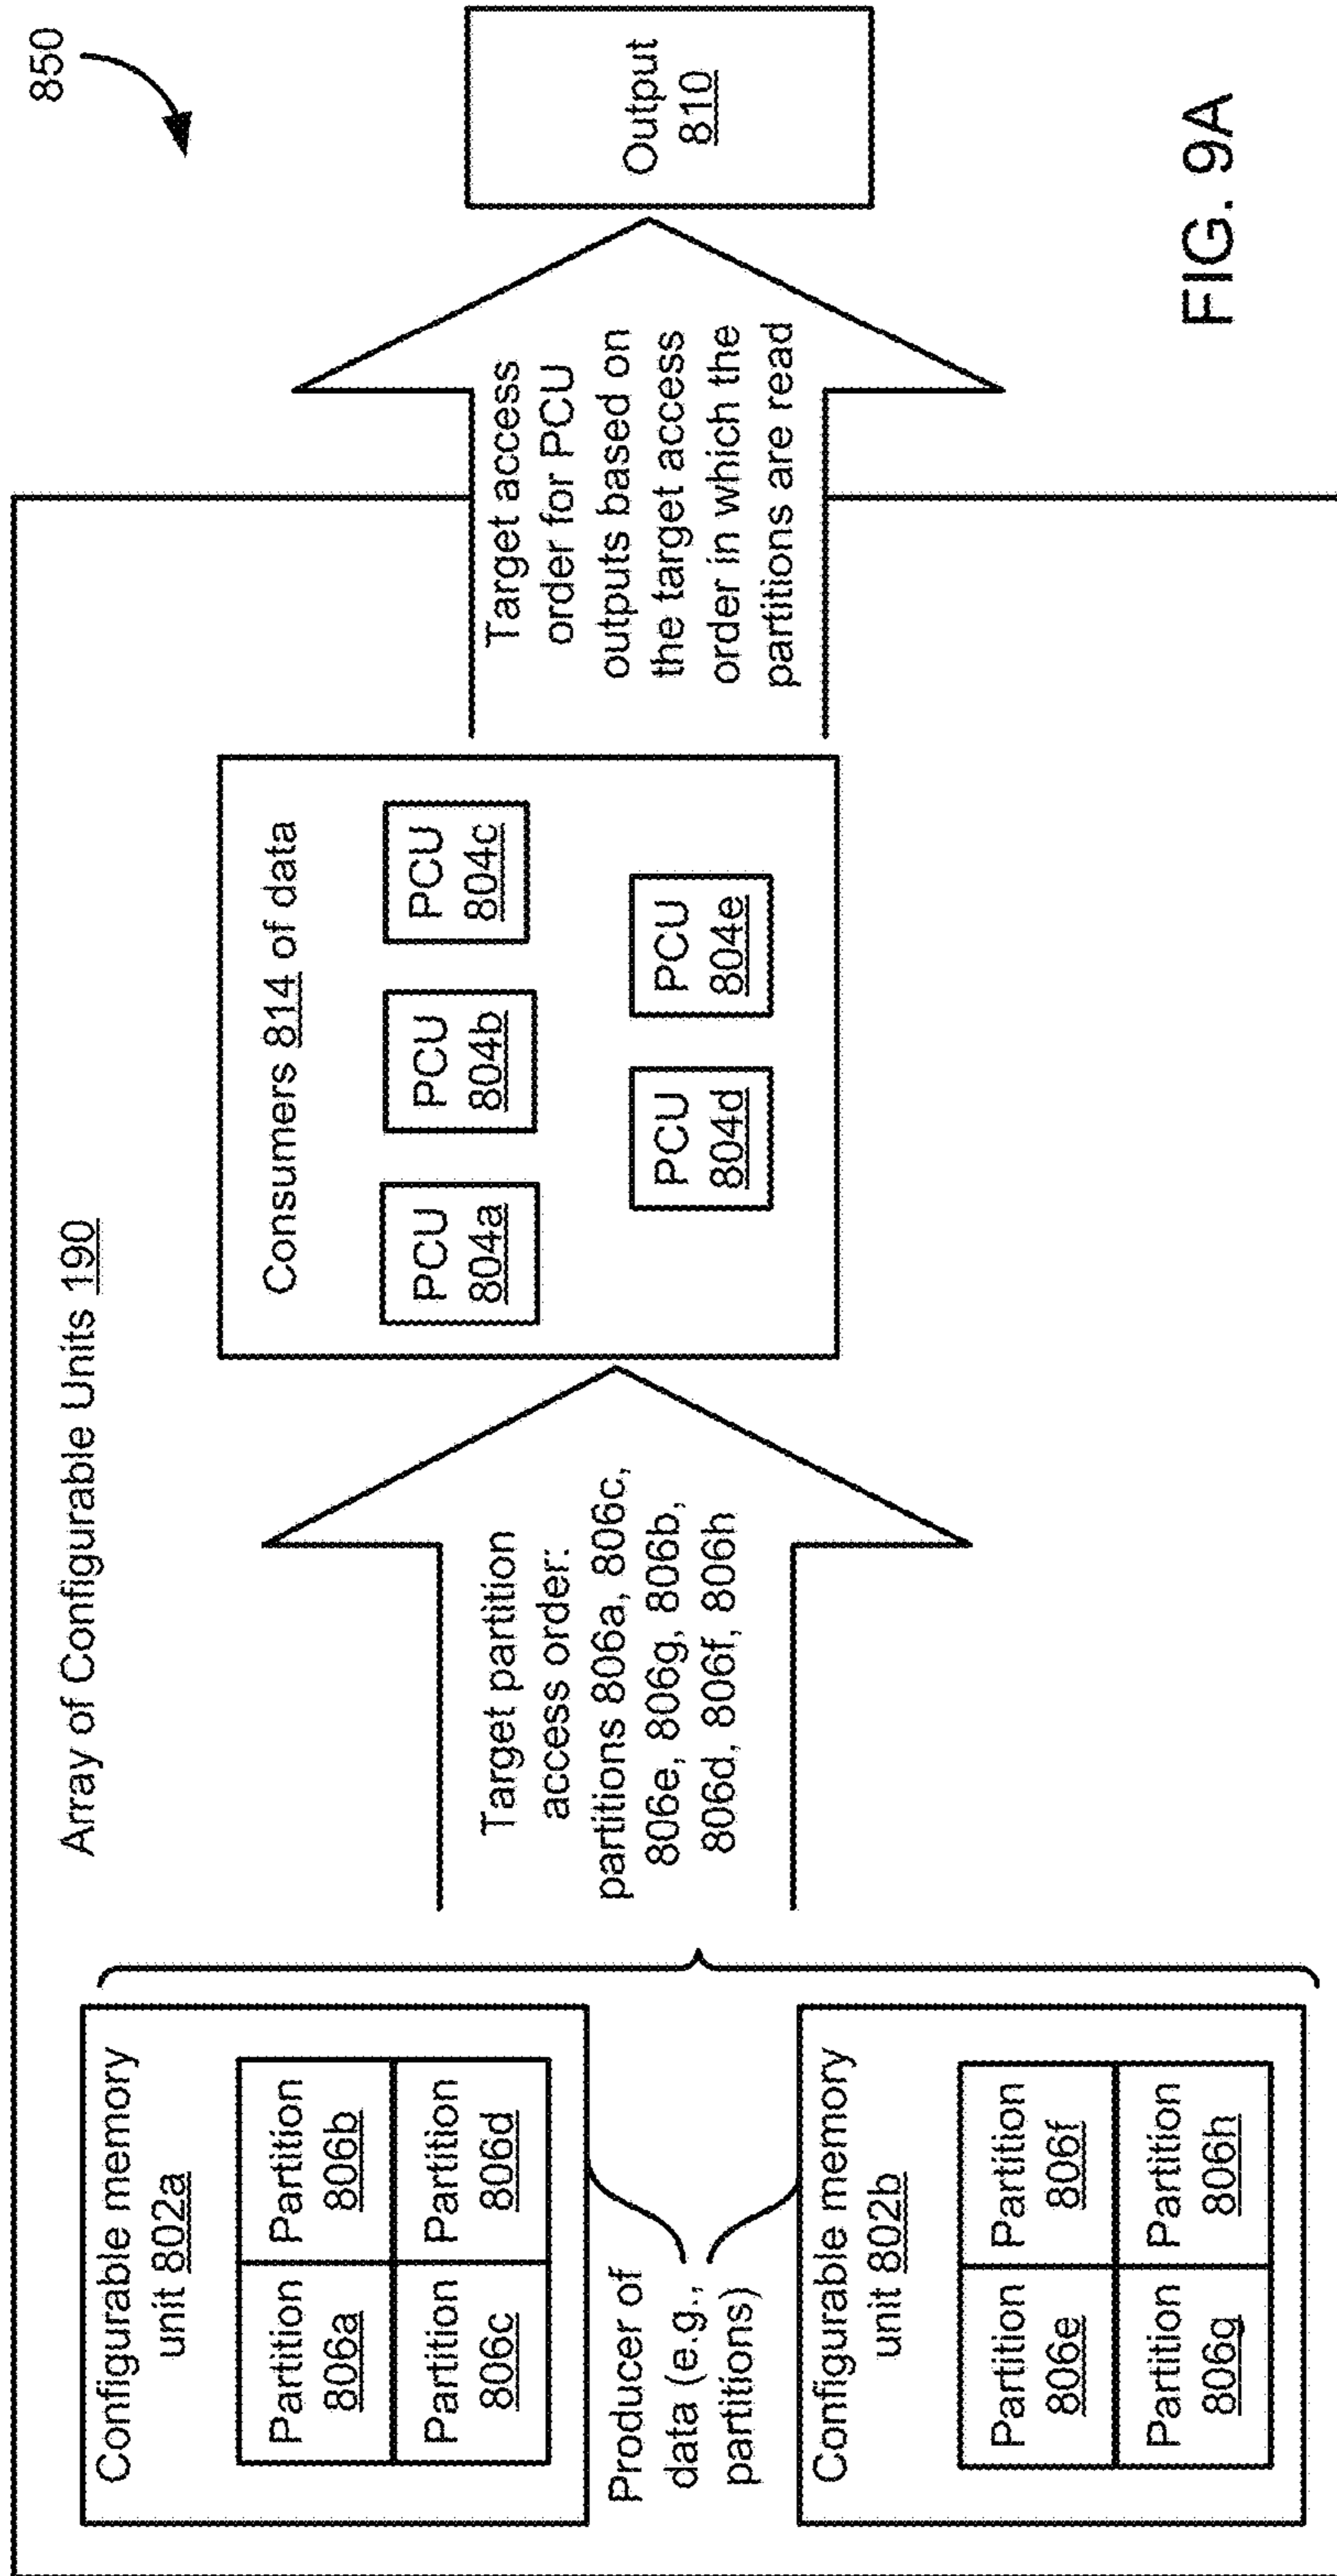 850
Array of Configurable Units 190
Configurable memory
unit 802a
Partition
806a
Partition
806b
Partition
806c
Partition
806d
Producer of
data (e.g.,
partitions)
Configurable memory
unit 802b
Partition
806e
Partition
806f
Partition
806g
Partition
806h
Target partition
access order:
partitions 806a, 806c,
806e, 806g, 806b,
806d, 806f, 806h
Consumers 814 of data
PCU
804a
PCU
804b
PCU
804c
PCU
804d
PCU
804e
Target access
order for PCU
outputs based on
the target access
order in which the
partitions are read
Output
810
FIG. 9A